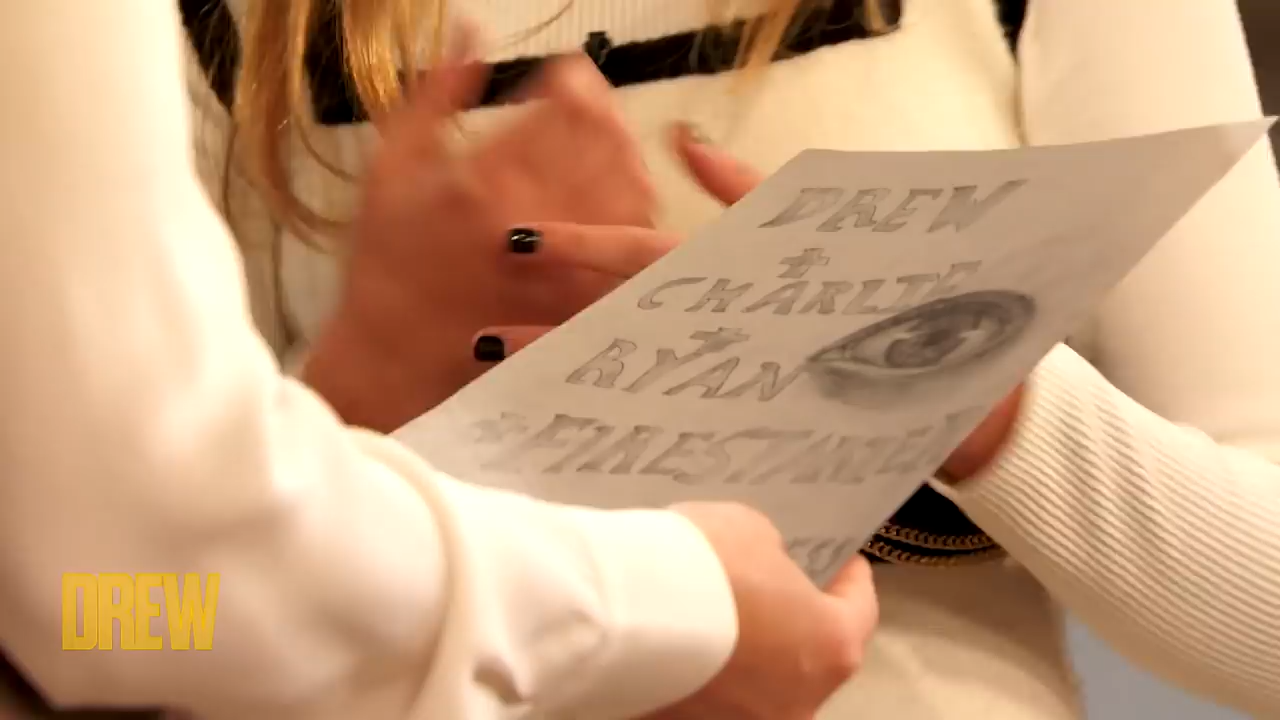 DREW
+
CHARLIE
+
RYAN
+ FIRESTARTER
DREW